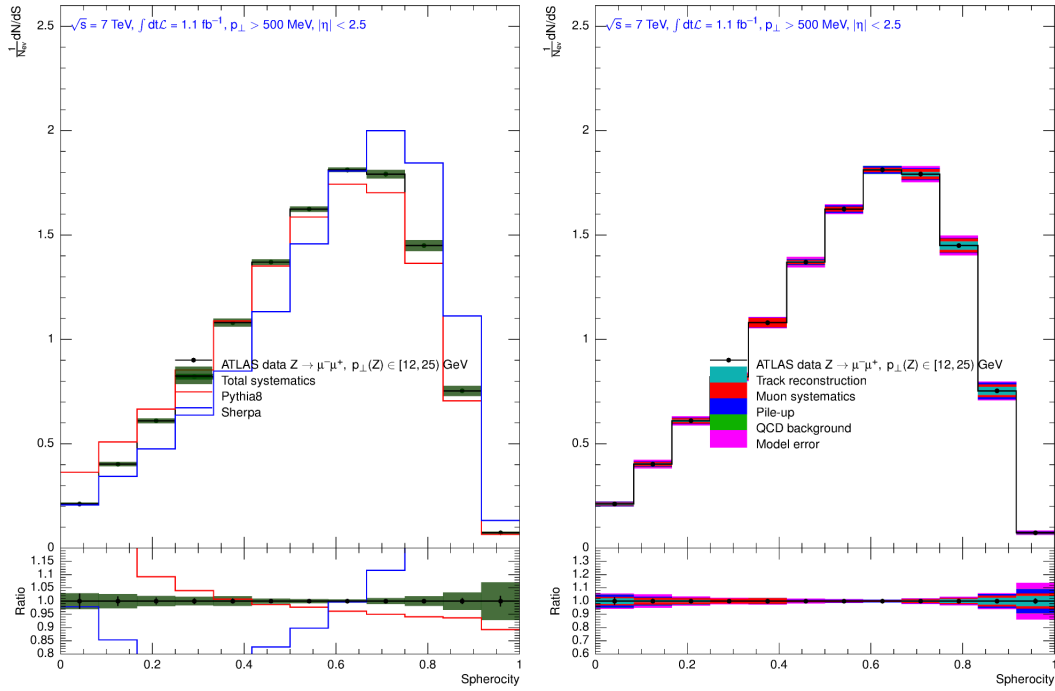 √s = 7 TeV, ∫ dtℒ = 1.1 fb⁻¹, p⊥ > 500 MeV, |η| < 2.5
1/N_ev dN/dS
2.5
2
1.5
1
0.5
0
ATLAS data Z → μ⁻μ⁺, p⊥(Z) ∈ [12,25) GeV
Total systematics
Pythia8
Sherpa
Ratio
1.15
1.1
1.05
1.0
0.95
0.9
0.85
0.8
0
0.2
0.4
0.6
0.8
1
Spherocity
√s = 7 TeV, ∫ dtℒ = 1.1 fb⁻¹, p⊥ > 500 MeV, |η| < 2.5
1/N_ev dN/dS
2.5
2
1.5
1
0.5
0
ATLAS data Z → μ⁻μ⁺, p⊥(Z) ∈ [12,25) GeV
Track reconstruction
Muon systematics
Pile-up
QCD background
Model error
Ratio
1.3
1.2
1.1
1.0
0.9
0.8
0.7
0.6
0
0.2
0.4
0.6
0.8
1
Spherocity